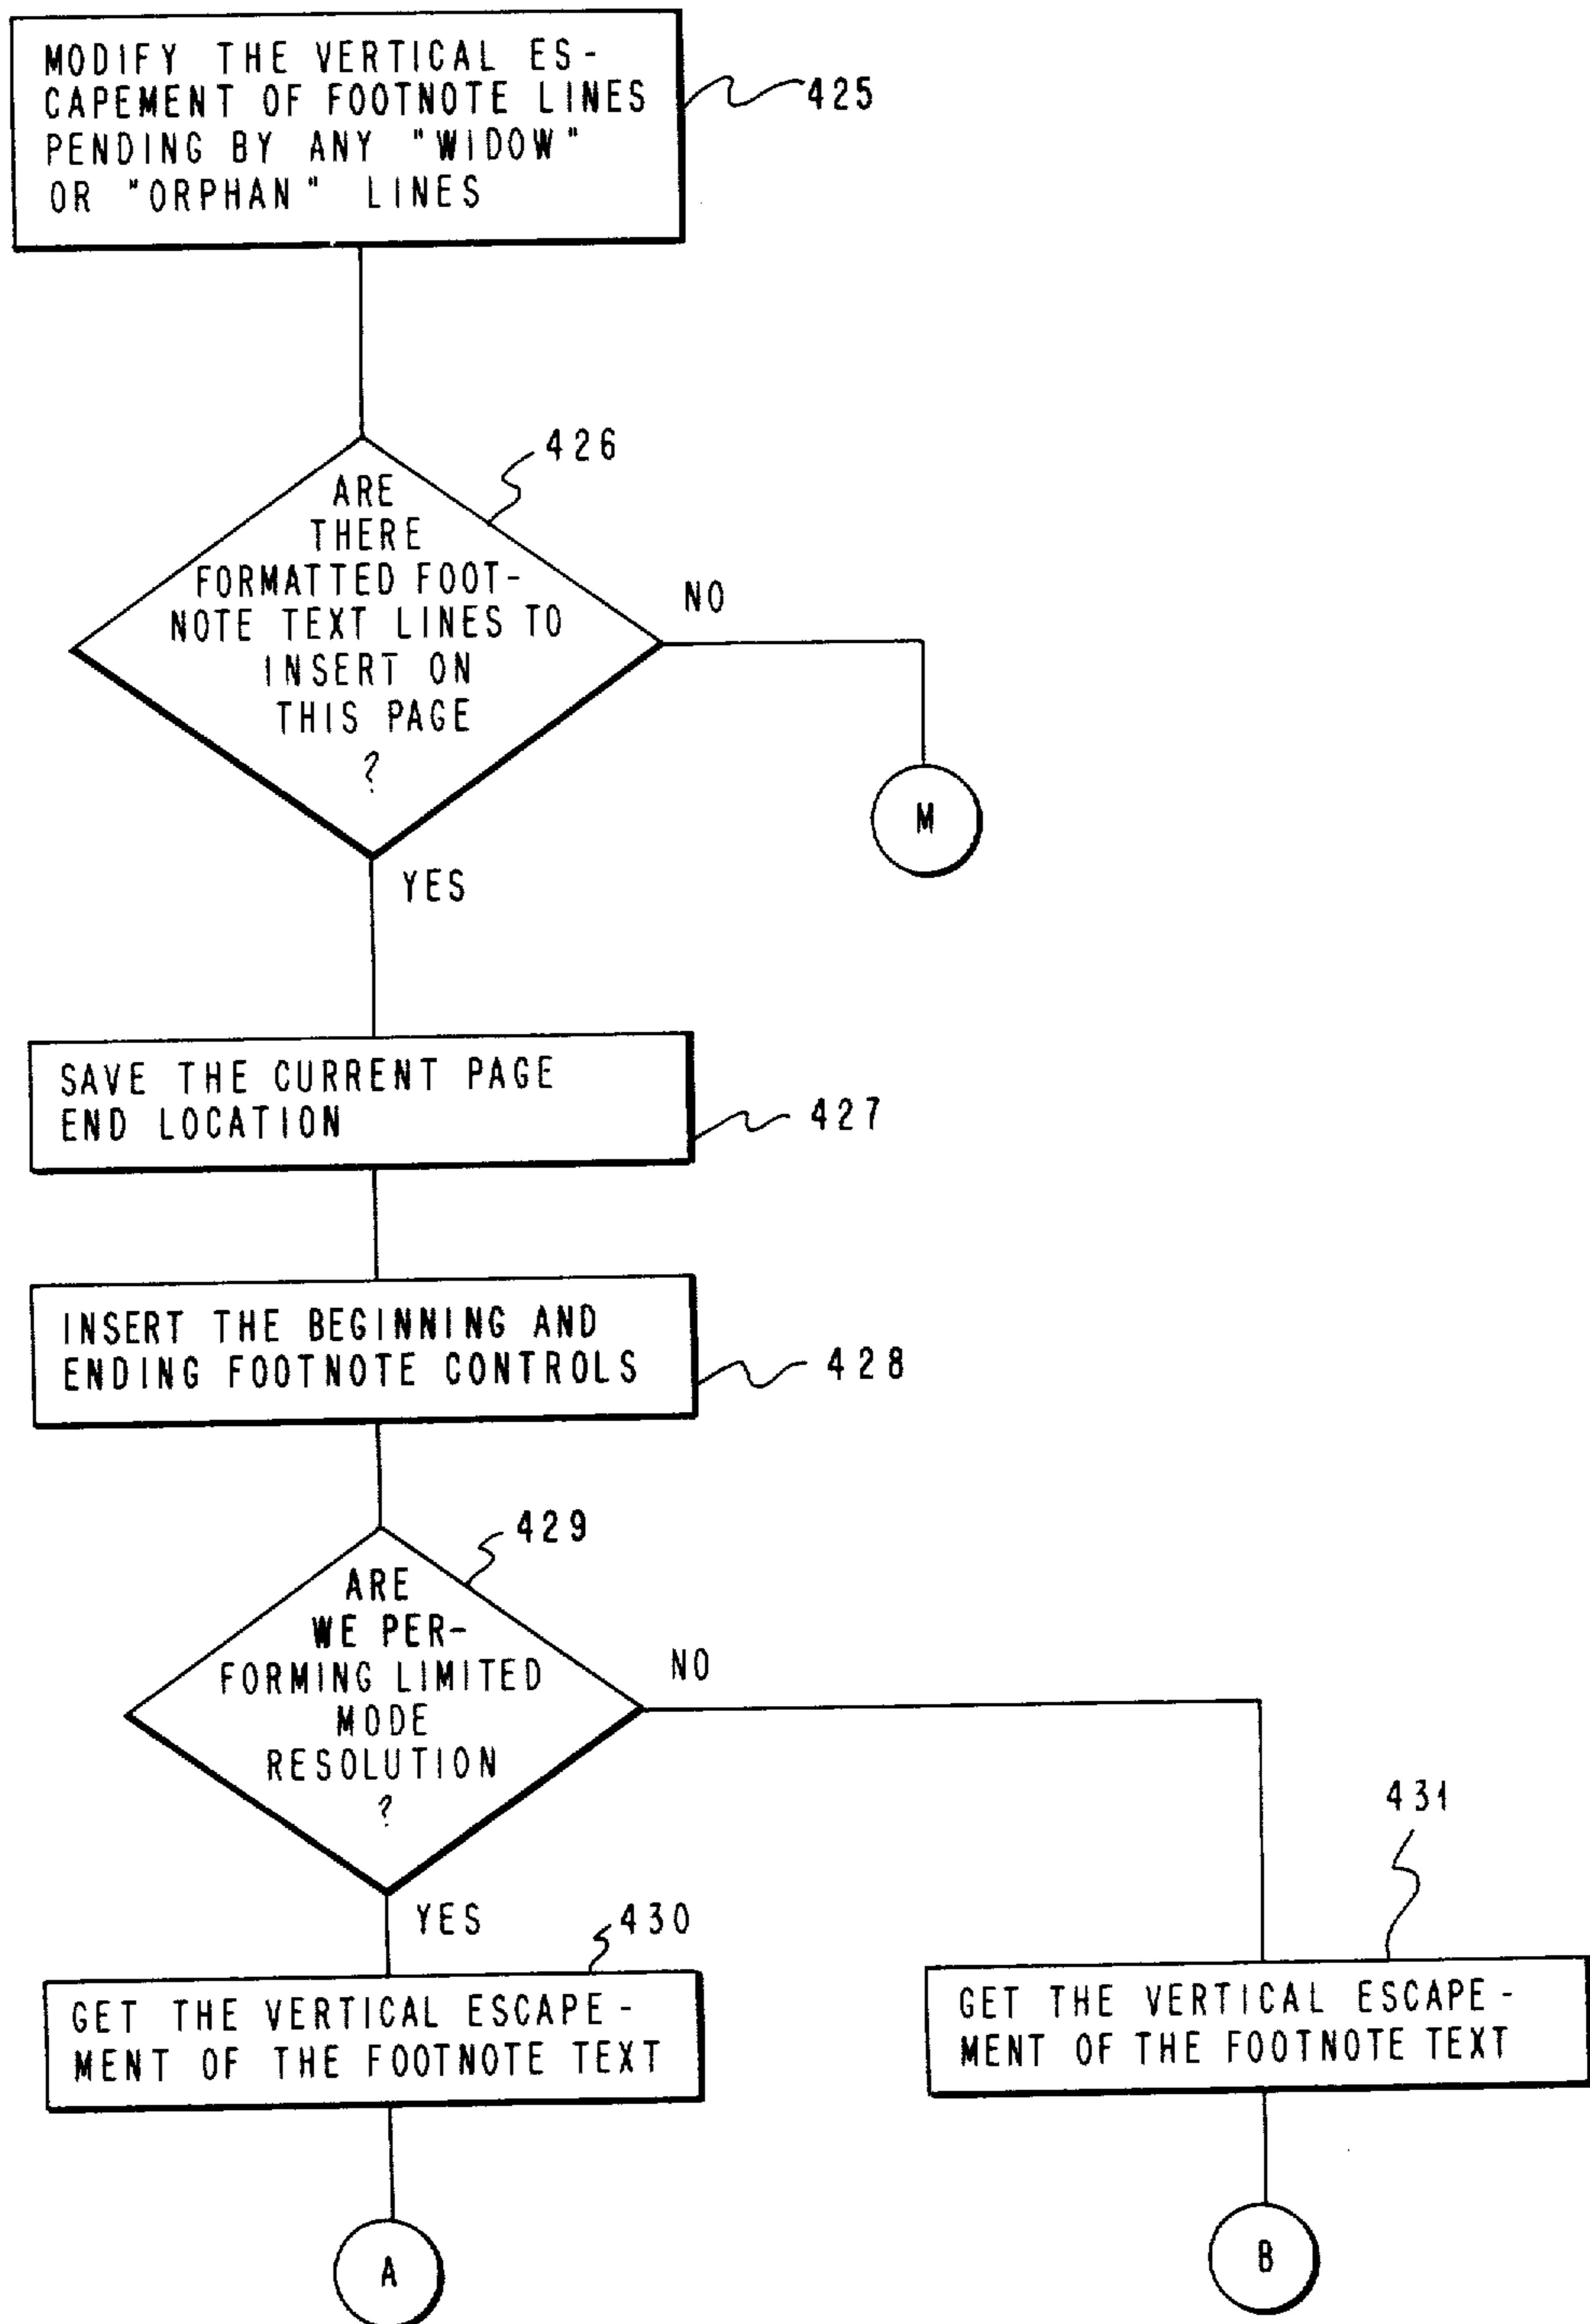 MODIFY THE VERTICAL ES-
CAPEMENT OF FOOTNOTE LINES
PENDING BY ANY "WIDOW"
OR "ORPHAN" LINES
425
426
ARE
THERE
FORMATTED FOOT-
NOTE TEXT LINES TO
INSERT ON
THIS PAGE
?
NO
M
YES
SAVE THE CURRENT PAGE
END LOCATION
427
INSERT THE BEGINNING AND
ENDING FOOTNOTE CONTROLS
428
429
ARE
WE PER-
FORMING LIMITED
MODE
RESOLUTION
?
NO
YES
430
431
GET THE VERTICAL ESCAPE-
MENT OF THE FOOTNOTE TEXT
GET THE VERTICAL ESCAPE-
MENT OF THE FOOTNOTE TEXT
A
B